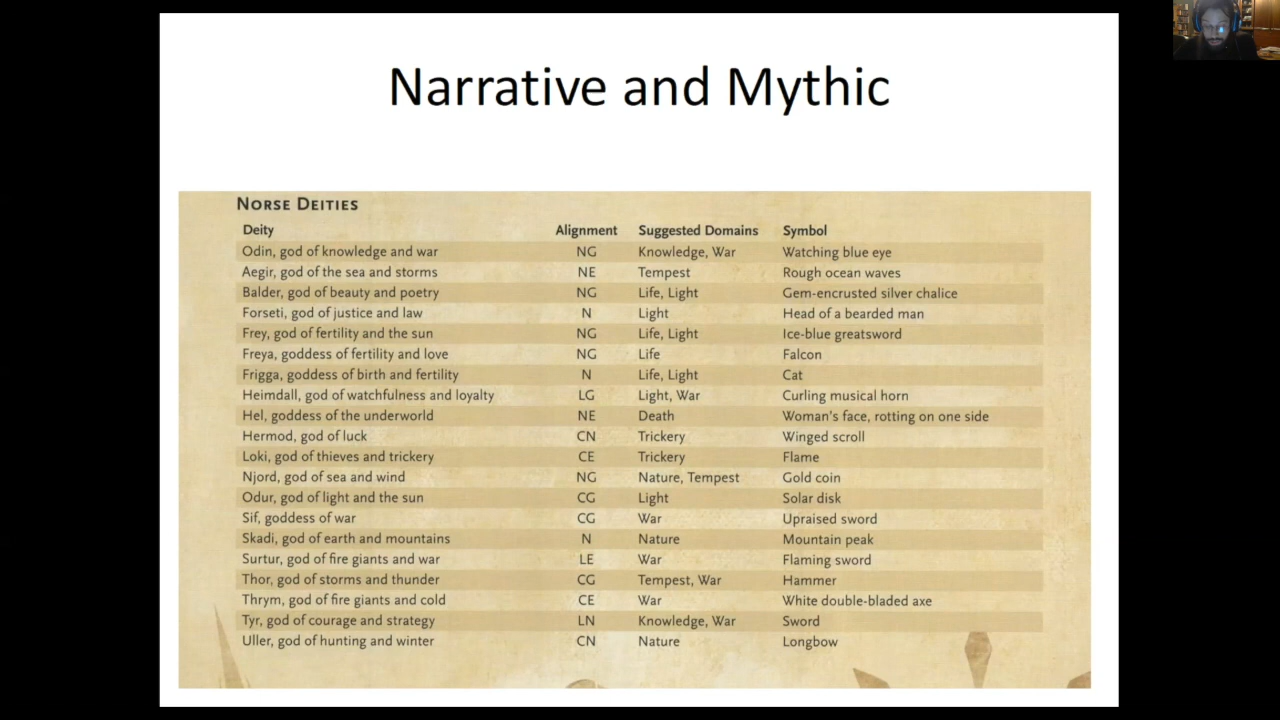 Narrative and Mythic
NORSE DEITIES
Deity Alignment Suggested Domains Symbol
Odin, god of knowledge and war NG Knowledge, War Watching blue eye
Aegir, god of the sea and storms NE Tempest Rough ocean waves
Balder, god of beauty and poetry NG Life, Light Gem-encrusted silver chalice
Forseti, god of justice and law N Light Head of a bearded man
Frey, god of fertility and the sun NG Life, Light Ice-blue greatsword
Freya, goddess of fertility and love NG Life Falcon
Frigga, goddess of birth and fertility N Life, Light Cat
Heimdall, god of watchfulness and loyalty LG Light, War Curling musical horn
Hel, goddess of the underworld NE Death Woman's face, rotting on one side
Hermod, god of luck CN Trickery Winged scroll
Loki, god of thieves and trickery CE Trickery Flame
Njord, god of sea and wind NG Nature, Tempest Gold coin
Odur, god of light and the sun CG Light Solar disk
Sif, goddess of war CG War Upraised sword
Skadi, god of earth and mountains N Nature Mountain peak
Surtur, god of fire giants and war LE War Flaming sword
Thor, god of storms and thunder CG Tempest, War Hammer
Thrym, god of fire giants and cold CE War White double-bladed axe
Tyr, god of courage and strategy LN Knowledge, War Sword
Uller, god of hunting and winter CN Nature Longbow